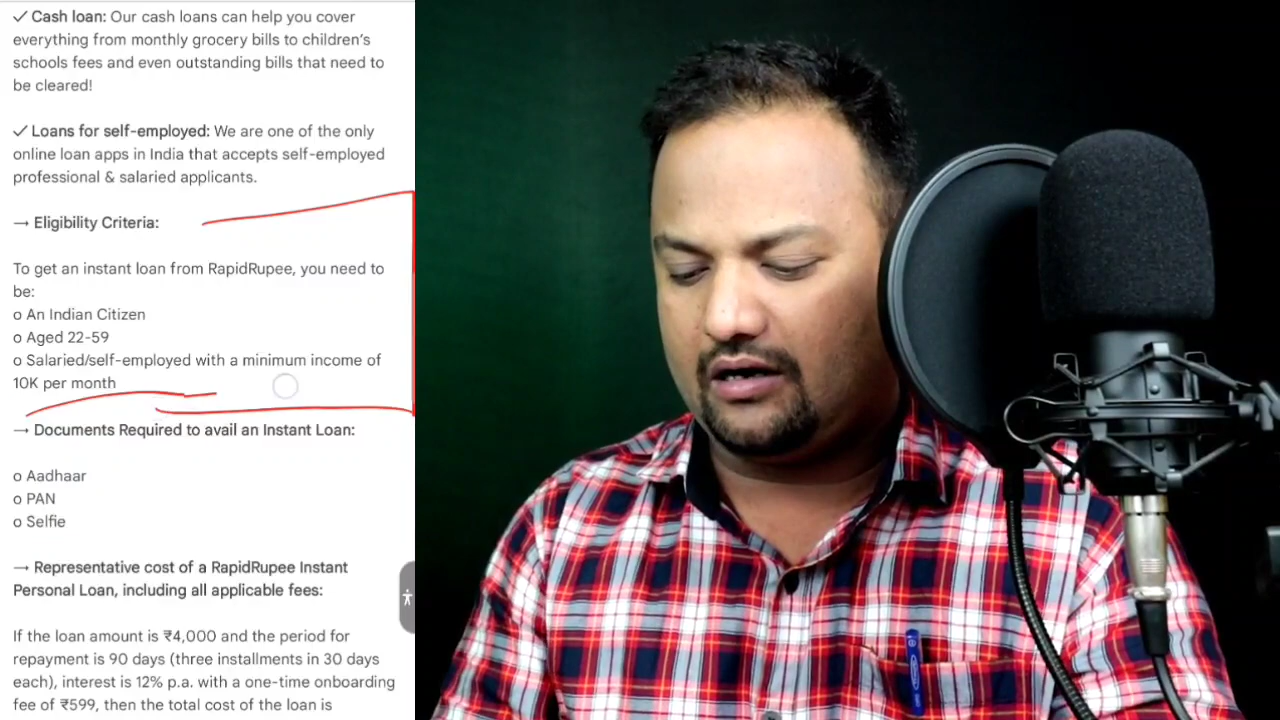 ✓ Cash loan: Our cash loans can help you cover
everything from monthly grocery bills to children's
schools fees and even outstanding bills that need to
be cleared!
✓ Loans for self-employed: We are one of the only
online loan apps in India that accepts self-employed
professional & salaried applicants.
→ Eligibility Criteria:
To get an instant loan from RapidRupee, you need to
be:
o An Indian Citizen
o Aged 22-59
o Salaried/self-employed with a minimum income of
10K per month
→ Documents Required to avail an Instant Loan:
o Aadhaar
o PAN
o Selfie
→ Representative cost of a RapidRupee Instant
Personal Loan, including all applicable fees:
If the loan amount is ₹4,000 and the period for
repayment is 90 days (three installments in 30 days
each), interest is 12% p.a. with a one-time onboarding
fee of ₹599, then the total cost of the loan is